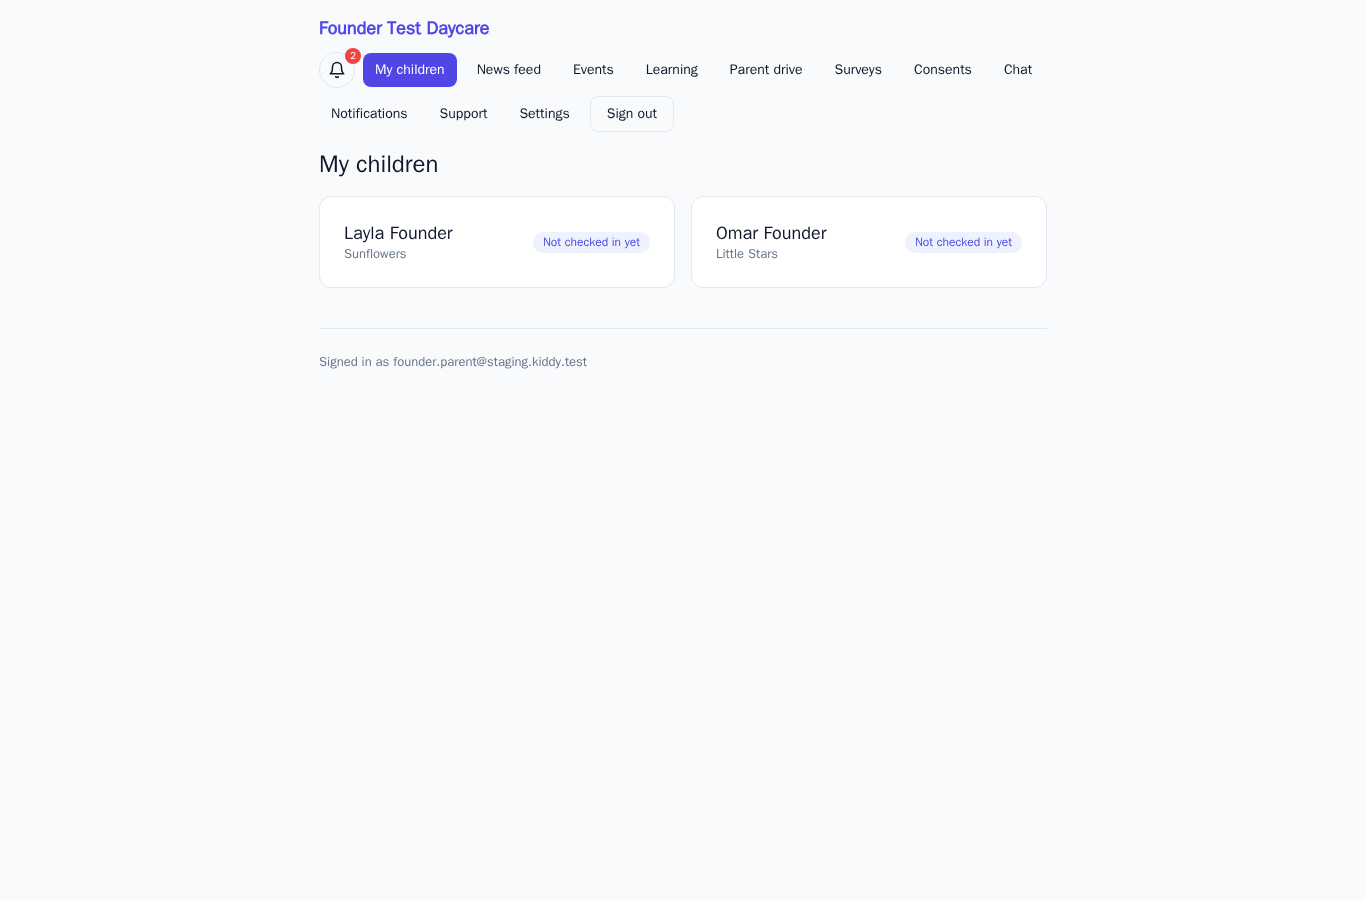 Founder Test Daycare
2
My children News feed Events Learning Parent drive Surveys Consents Chat
Notifications Support Settings Sign out
My children
Layla Founder
Sunflowers
Not checked in yet
Omar Founder
Little Stars
Not checked in yet
Signed in as founder.parent@staging.kiddy.test